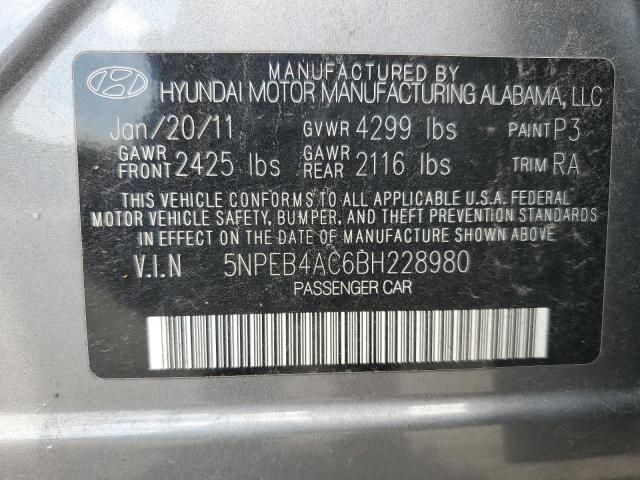 MANUFACTURED BY
HYUNDAI MOTOR MANUFACTURING ALABAMA, LLC
Jan/20/11 GVWR 4299 lbs PAINT P3
GAWR FRONT 2425 lbs GAWR REAR 2116 lbs TRIM RA
THIS VEHICLE CONFORMS TO ALL APPLICABLE U.S.A. FEDERAL
MOTOR VEHICLE SAFETY, BUMPER, AND THEFT PREVENTION STANDARDS
IN EFFECT ON THE DATE OF MANUFACTURE SHOWN ABOVE.
V.I.N 5NPEB4AC6BH228980
PASSENGER CAR